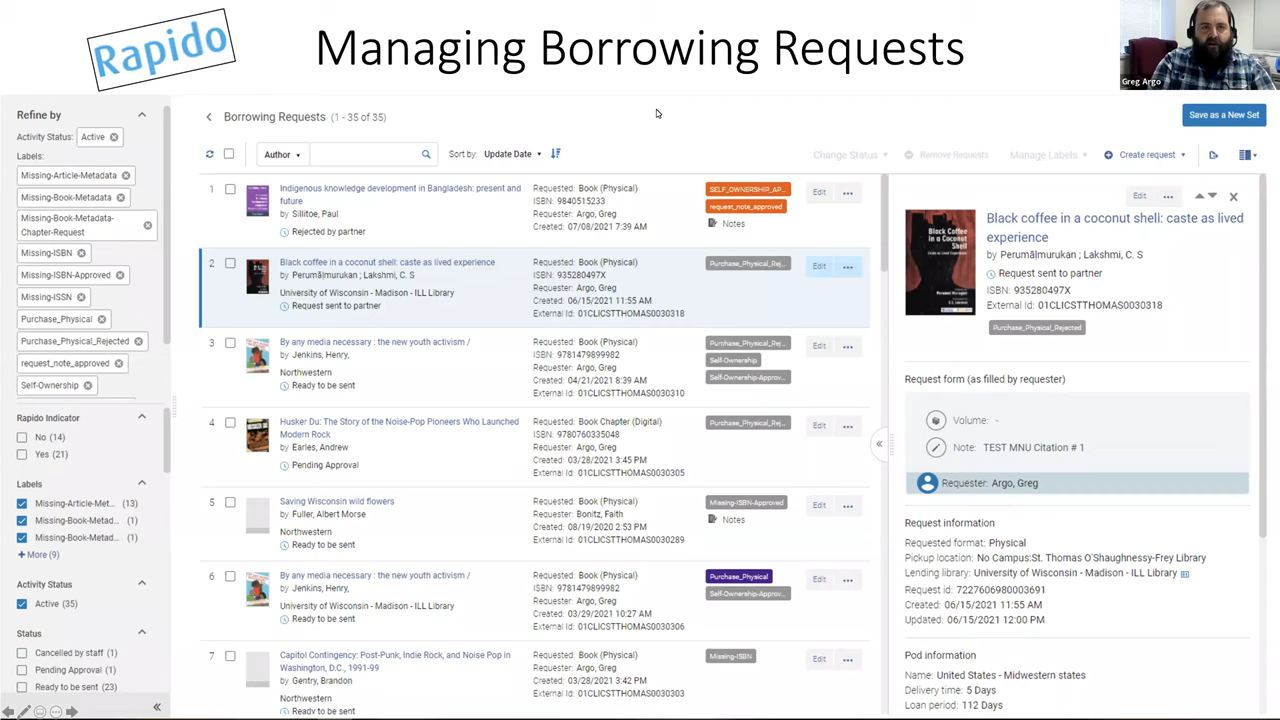 Rapido
Managing Borrowing Requests
Greg Argo
Refine by
Activity Status: Active
Labels:
Missing-Article-Metadata
Missing-Book-Metadata
Missing-Book-Metadata-
Missing-ISBN
Missing-ISSN
Purchase_Physical
Purchase_Physical_Rejected
request_note_approved
Self-Ownership
Rapido Indicator
No (14)
Yes (21)
Labels
Missing-Article-Met... (13)
Missing-Book-Metad... (1)
Missing-Book-Metad... (1)
+ More (9)
Activity Status
Active (35)
Status
Cancelled by staff (1)
Pending Approval (1)
Ready to be sent (23)
Borrowing Requests (1 - 35 of 35)
Save as a New Set
Author
Sort by: Update Date
Change Status
Remove Requests
Manage Labels
Create request
1
Indigenous knowledge development in Bangladesh: present and
future
by Sillitoe, Paul
Rejected by partner
Requested: Book (Physical)
ISBN: 9840515233
Requester: Argo, Greg
Created: 07/08/2021 7:39 AM
SELF_OWNERSHIP_AP...
request_note_approved
Notes
Edit
2
Black coffee in a coconut shell: caste as lived experience
by Perumāḷmurukan ; Lakshmi, C. S
University of Wisconsin - Madison - ILL Library
Request sent to partner
Requested: Book (Physical)
ISBN: 935280497X
Requester: Argo, Greg
Created: 06/15/2021 11:55 AM
External Id: 01CLICSTTHOMAS0030318
Purchase_Physical_Rej...
Edit
3
By any media necessary : the new youth activism /
by Jenkins, Henry,
Northwestern
Ready to be sent
Requested: Book (Physical)
ISBN: 9781479899982
Requester: Argo, Greg
Created: 04/21/2021 8:39 AM
External Id: 01CLICSTTHOMAS0030310
Purchase_Physical_Rej...
Self-Ownership
Self-Ownership-Approv...
Edit
4
Husker Du: The Story of the Noise-Pop Pioneers Who Launched
Modern Rock
by Earles, Andrew
Pending Approval
Requested: Book Chapter (Digital)
ISBN: 9780760335048
Requester: Argo, Greg
Created: 03/28/2021 3:45 PM
External Id: 01CLICSTTHOMAS0030305
Purchase_Physical_Rej...
Edit
5
Saving Wisconsin wild flowers
by Fuller, Albert Morse
Northwestern
Ready to be sent
Requested: Book (Physical)
Requester: Bonitz, Faith
Created: 08/19/2020 2:53 PM
External Id: 01CLICSTTHOMAS0030289
Missing-ISBN-Approved
Notes
Edit
6
By any media necessary : the new youth activism /
by Jenkins, Henry,
University of Wisconsin - Madison - ILL Library
Ready to be sent
Requested: Book (Physical)
ISBN: 9781479899982
Requester: Argo, Greg
Created: 03/29/2021 10:27 AM
External Id: 01CLICSTTHOMAS0030306
Purchase_Physical
Self-Ownership-Approv...
Edit
7
Capitol Contingency: Post-Punk, Indie Rock, and Noise Pop in
Washington, D.C., 1991-99
by Gentry, Brandon
Northwestern
Ready to be sent
Requested: Book (Physical)
Requester: Argo, Greg
Created: 03/28/2021 3:42 PM
External Id: 01CLICSTTHOMAS0030303
Missing-ISBN
Edit
Edit
Black coffee in a coconut shell: caste as lived
experience
by Perumāḷmurukan ; Lakshmi, C. S
Request sent to partner
ISBN: 935280497X
External Id: 01CLICSTTHOMAS0030318
Purchase_Physical_Rejected
Request form (as filled by requester)
Volume: -
Note: TEST MNU Citation # 1
Requester: Argo, Greg
Request information
Requested format: Physical
Pickup location: No Campus:St. Thomas O'Shaughnessy-Frey Library
Lending library: University of Wisconsin - Madison - ILL Library
Request id: 7227606980003691
Created: 06/15/2021 11:55 AM
Updated: 06/15/2021 12:00 PM
Pod information
Name: United States - Midwestern states
Delivery time: 5 Days
Loan period: 112 Days